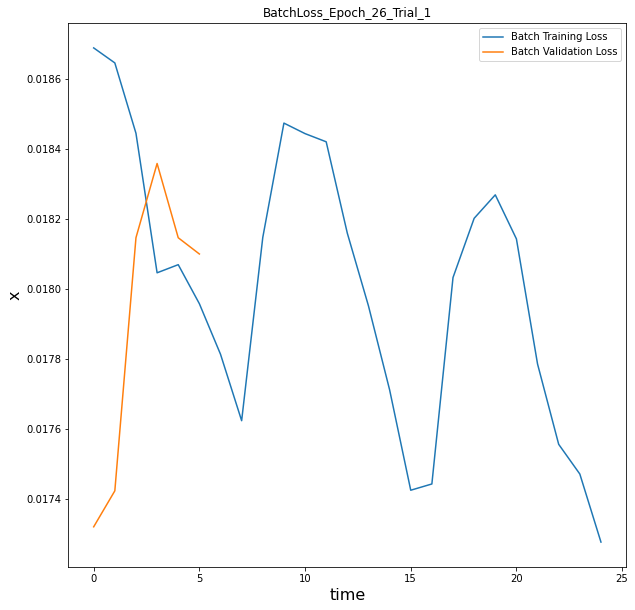 BatchLoss_Epoch_26_Trial_1
Batch Training Loss
Batch Validation Loss
0.0186
0.0184
0.0182
0.0180
0.0178
0.0176
0.0174
x
0 5 10 15 20 25
time